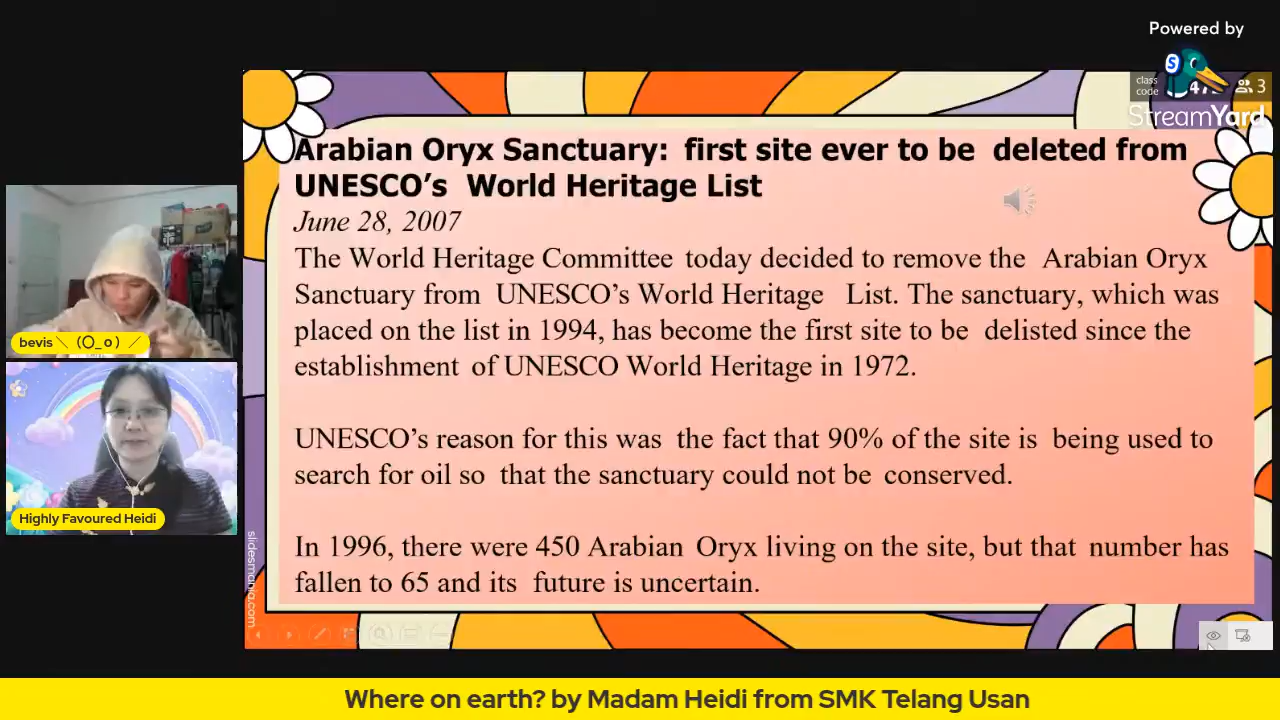 Powered by
StreamYard
class
code
3
Arabian Oryx Sanctuary: first site ever to be deleted from
UNESCO's World Heritage List
June 28, 2007
The World Heritage Committee today decided to remove the Arabian Oryx
Sanctuary from UNESCO's World Heritage List. The sanctuary, which was
placed on the list in 1994, has become the first site to be delisted since the
establishment of UNESCO World Heritage in 1972.
UNESCO's reason for this was the fact that 90% of the site is being used to
search for oil so that the sanctuary could not be conserved.
In 1996, there were 450 Arabian Oryx living on the site, but that number has
fallen to 65 and its future is uncertain.
slidesmania.com
bevis＼（〇_ｏ）／
Highly Favoured Heidi
Where on earth? by Madam Heidi from SMK Telang Usan